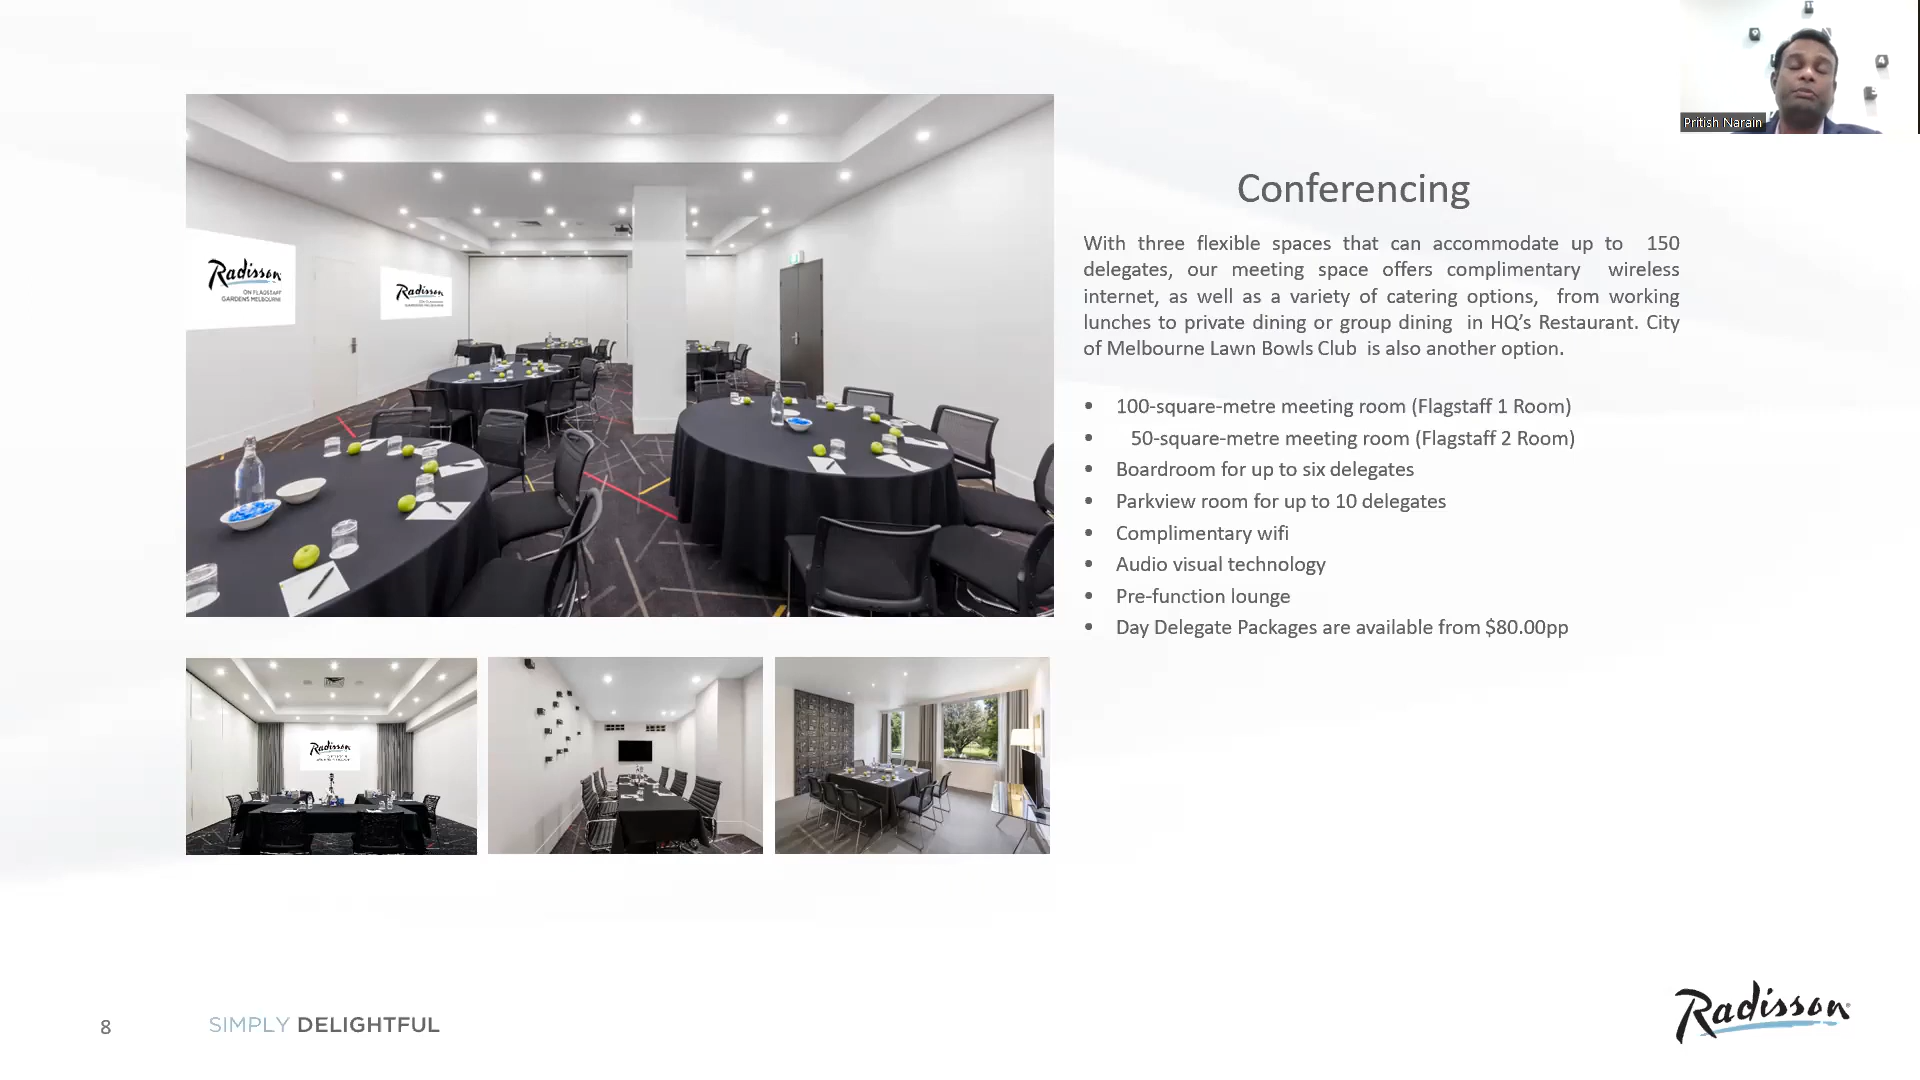 Pritish Narain
Conferencing
With three flexible spaces that can accommodate up to 150
delegates, our meeting space offers complimentary wireless
internet, as well as a variety of catering options, from working
lunches to private dining or group dining in HQ's Restaurant. City
of Melbourne Lawn Bowls Club is also another option.
• 100-square-metre meeting room (Flagstaff 1 Room)
• 50-square-metre meeting room (Flagstaff 2 Room)
• Boardroom for up to six delegates
• Parkview room for up to 10 delegates
• Complimentary wifi
• Audio visual technology
• Pre-function lounge
• Day Delegate Packages are available from $80.00pp
Radisson
ON FLAGSTAFF
GARDENS MELBOURNE
Radisson
Radisson
8
SIMPLY DELIGHTFUL
Radisson